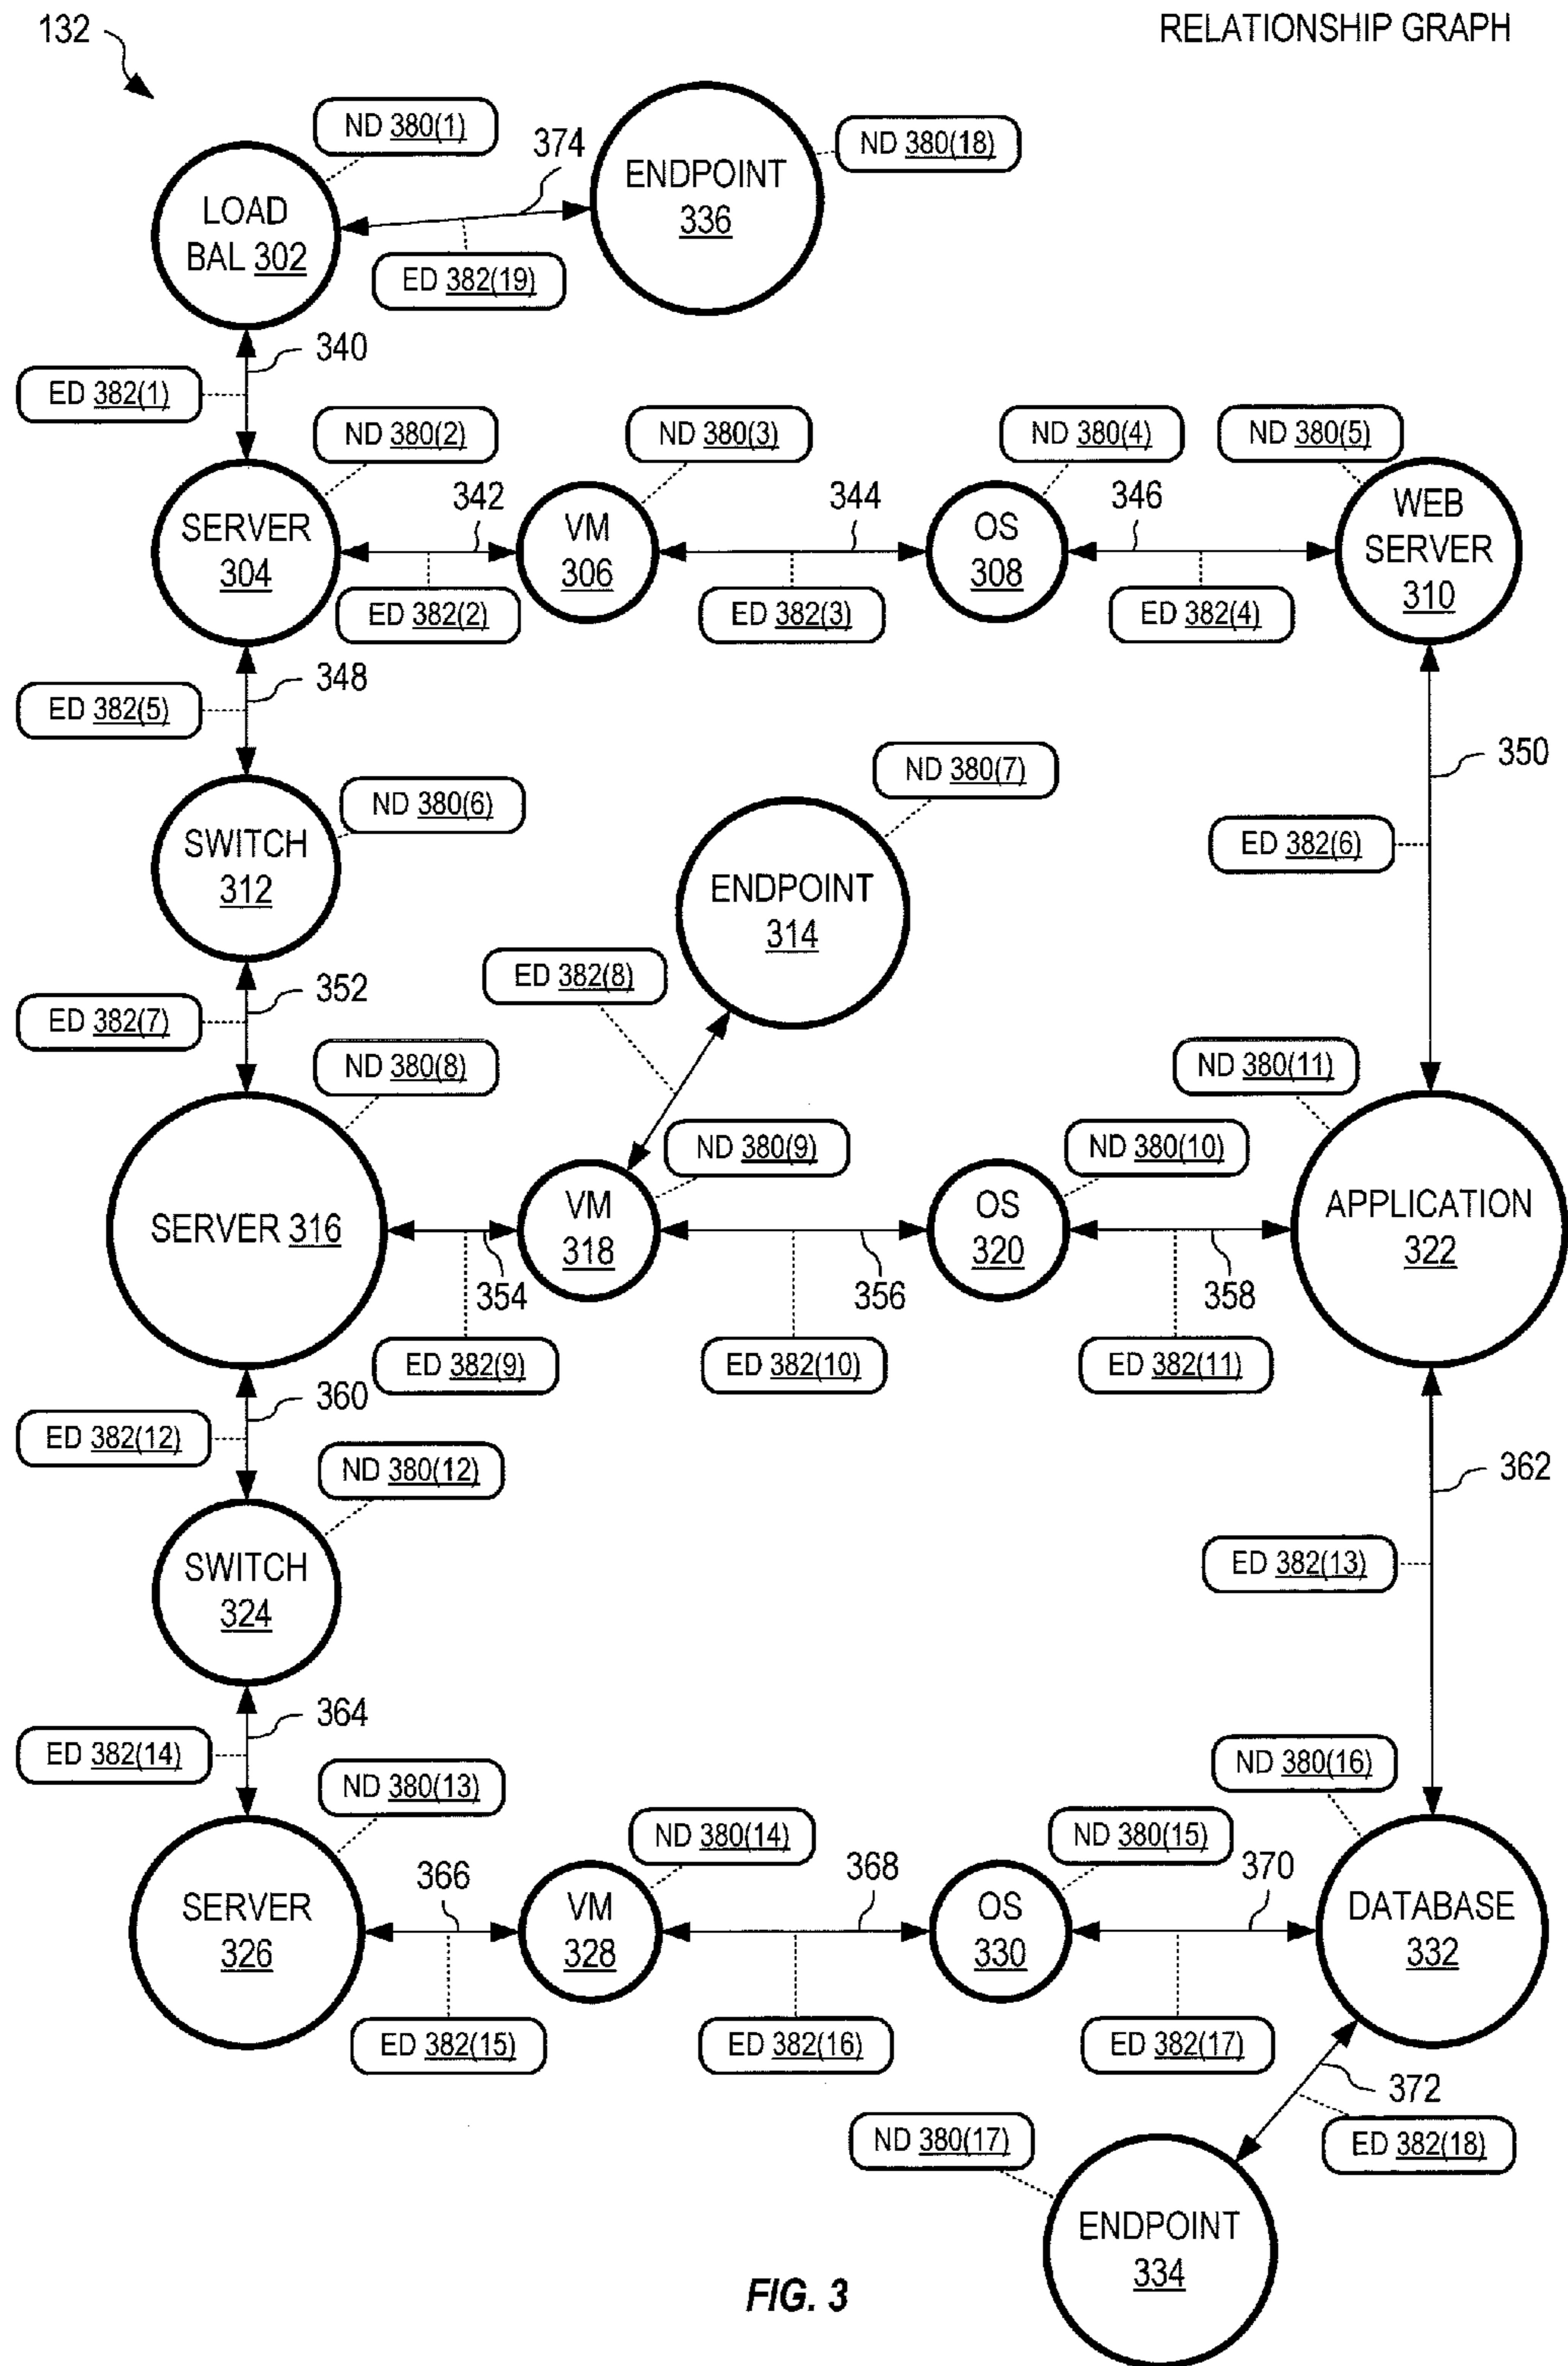 132
RELATIONSHIP GRAPH
ND 380(1)
374
ENDPOINT
336
ND 380(18)
LOAD
BAL 302
ED 382(19)
340
ED 382(1)
ND 380(2)
ND 380(3)
ND 380(4)
ND 380(5)
SERVER
304
342
VM
306
344
OS
308
346
WEB
SERVER
310
ED 382(2)
ED 382(3)
ED 382(4)
348
ED 382(5)
350
ND 380(7)
ND 380(6)
SWITCH
312
ED 382(6)
ENDPOINT
314
ED 382(8)
352
ED 382(7)
ND 380(8)
ND 380(11)
ND 380(9)
ND 380(10)
SERVER 316
VM
318
OS
320
APPLICATION
322
354
356
358
ED 382(9)
ED 382(10)
ED 382(11)
360
ED 382(12)
ND 380(12)
362
SWITCH
324
ED 382(13)
364
ED 382(14)
ND 380(13)
ND 380(16)
ND 380(14)
ND 380(15)
SERVER
326
366
VM
328
368
OS
330
370
DATABASE
332
ED 382(15)
ED 382(16)
ED 382(17)
372
ND 380(17)
ED 382(18)
ENDPOINT
334
FIG. 3